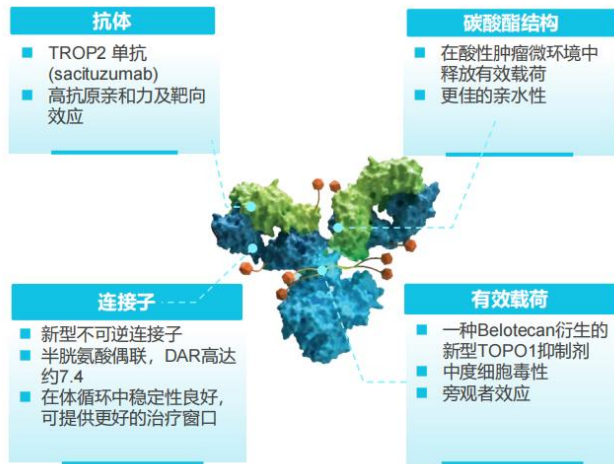 抗体
■ TROP2 单抗
(sacituzumab)
■ 高抗原亲和力及靶向
效应
碳酸酯结构
■ 在酸性肿瘤微环境中
释放有效载荷
■ 更佳的亲水性
连接子
■ 新型不可逆连接子
■ 半胱氨酸偶联，DAR高达
约7.4
■ 在体循环中稳定性良好，
可提供更好的治疗窗口
有效载荷
■ 一种Belotecan衍生的
新型TOPO1抑制剂
■ 中度细胞毒性
■ 旁观者效应